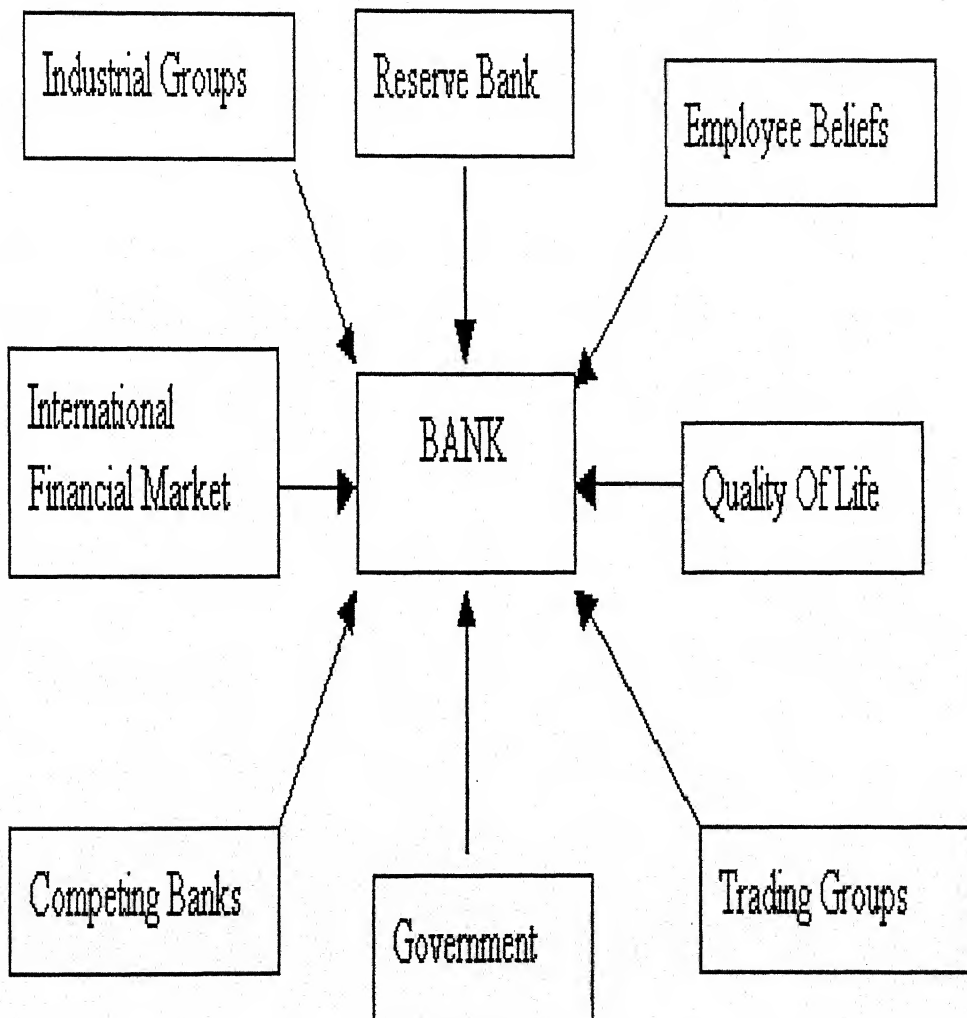 Industrial Groups
Reserve Bank
Employee Beliefs
International
Financial Market
BANK
Quality Of Life
Competing Banks
Government
Trading Groups